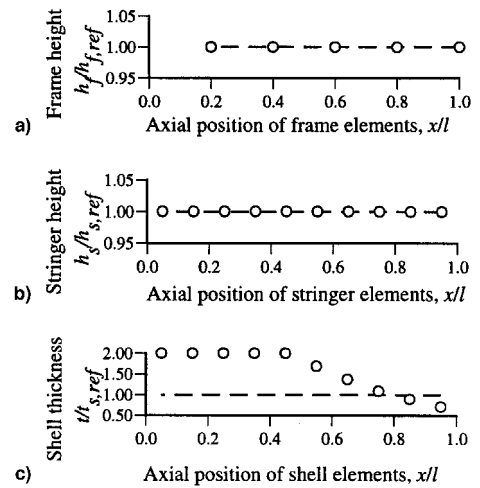 Frame height
h_f/h_{f,ref}
1.05
1.00
0.95
0.0 0.2 0.4 0.6 0.8 1.0
a) Axial position of frame elements, x/l
Stringer height
h_s/h_{s,ref}
1.05
1.00
0.95
0.0 0.2 0.4 0.6 0.8 1.0
b) Axial position of stringer elements, x/l
Shell thickness
t/t_{s,ref}
2.00
1.50
1.00
0.50
0.0 0.2 0.4 0.6 0.8 1.0
c) Axial position of shell elements, x/l